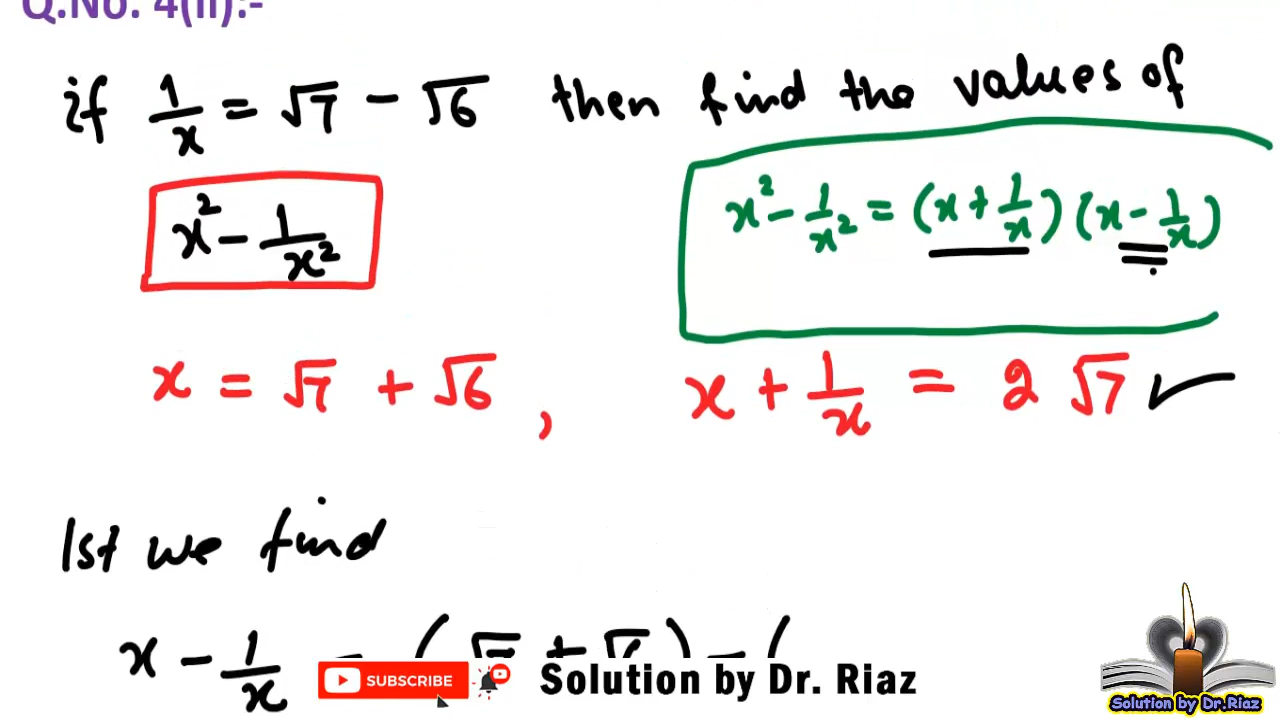 Q.No. 4(ii):-
if 1/x = √7 - √6 then find the values of
x² - 1/x²
x² - 1/x² = (x + 1/x) (x - 1/x)
x = √7 + √6 , x + 1/x = 2√7 ✓
1st we find
x - 1/x = (√7 + √6) - (
SUBSCRIBE
Solution by Dr. Riaz
Solution by Dr.Riaz